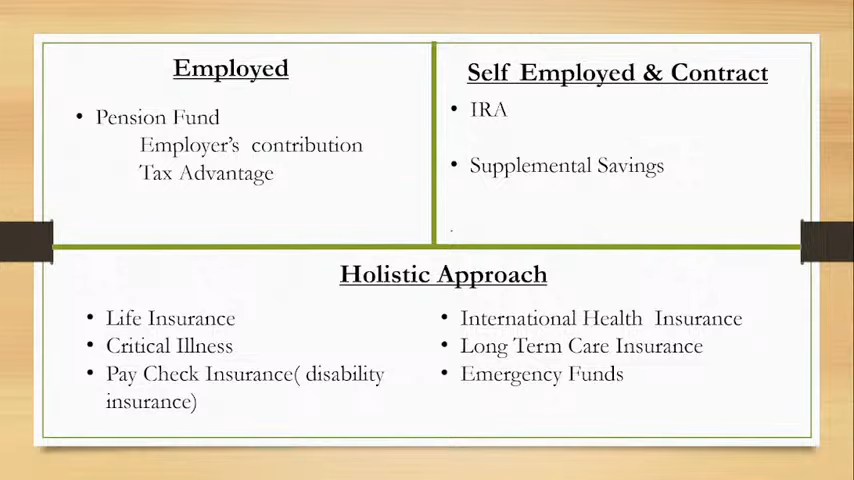 Employed
• Pension Fund
Employer's contribution
Tax Advantage
Self Employed & Contract
• IRA
• Supplemental Savings
.
Holistic Approach
• Life Insurance
• Critical Illness
• Pay Check Insurance( disability
insurance)
• International Health Insurance
• Long Term Care Insurance
• Emergency Funds